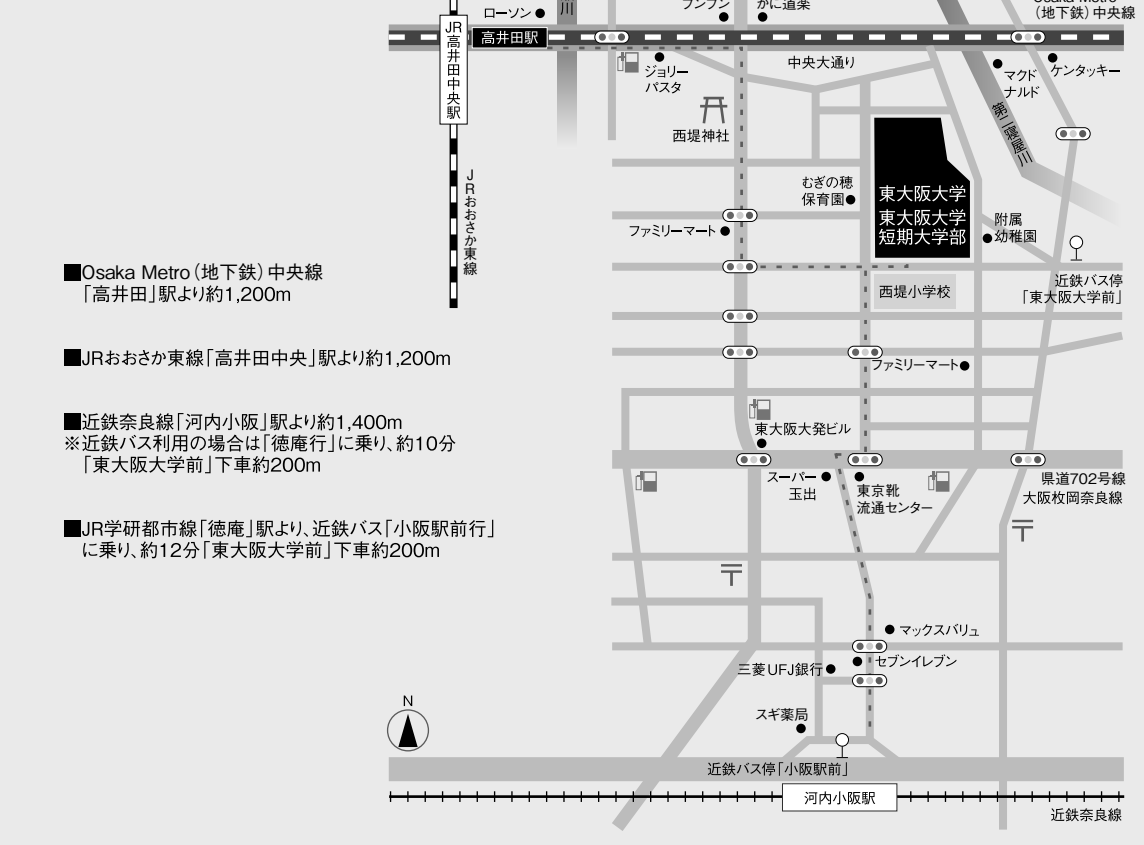 ■Osaka Metro（地下鉄）中央線
「高井田」駅より約1,200m
■JRおおさか東線「高井田中央」駅より約1,200m
■近鉄奈良線「河内小阪」駅より約1,400m
※近鉄バス利用の場合は「徳庵行」に乗り、約10分
「東大阪大学前」下車約200m
■JR学研都市線「徳庵」駅より、近鉄バス「小阪駅前行」
に乗り、約12分「東大阪大学前」下車約200m
ローソン
川
ブンブン
かに道楽
Osaka Metro
（地下鉄）中央線
JR高井田中央駅
高井田駅
ジョリー
パスタ
中央大通り
マクド
ナルド
ケンタッキー
第二寝屋川
西堤神社
JRおおさか東線
むぎの穂
保育園
東大阪大学
東大阪大学
短期大学部
附属
幼稚園
ファミリーマート
西堤小学校
近鉄バス停
「東大阪大学前」
ファミリーマート
東大阪大発ビル
スーパー
玉出
東京靴
流通センター
県道702号線
大阪枚岡奈良線
〒
〒
マックスバリュ
三菱UFJ銀行
セブンイレブン
スギ薬局
N
近鉄バス停「小阪駅前」
河内小阪駅
近鉄奈良線